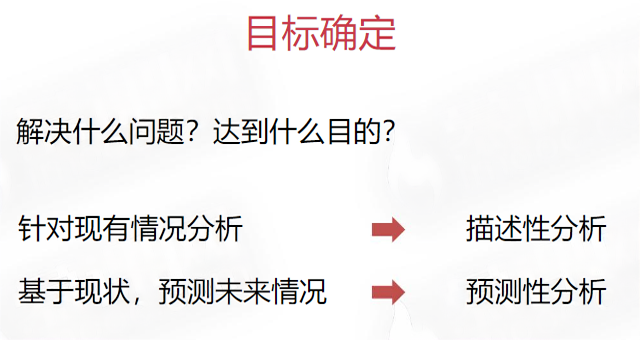 目标确定
解决什么问题？达到什么目的？
针对现有情况分析 描述性分析
基于现状，预测未来情况 预测性分析